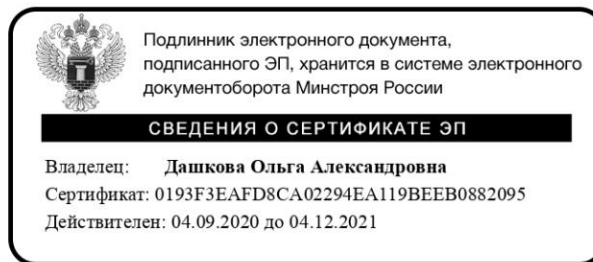 Подлинник электронного документа,
подписанного ЭП, хранится в системе электронного
документооборота Минстроя России
СВЕДЕНИЯ О СЕРТИФИКАТЕ ЭП
Владелец: Дашкова Ольга Александровна
Сертификат: 0193F3EAFD8CA02294EA119BEEB0882095
Действителен: 04.09.2020 до 04.12.2021